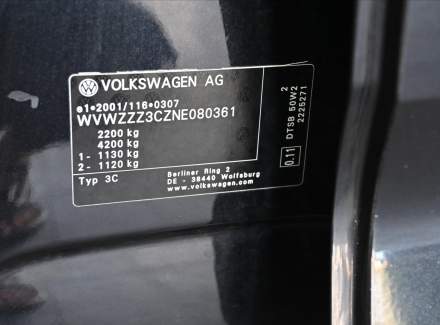 VOLKSWAGEN AG
e1*2001/116*0307
WVWZZZ3CZNE080361
2200 kg
4200 kg
1- 1130 kg
2- 1120 kg
Typ 3C
Berliner Ring 2
DE - 38440 Wolfsburg
www.volkswagen.com
0.11
DTSB 50W2
2
2225271